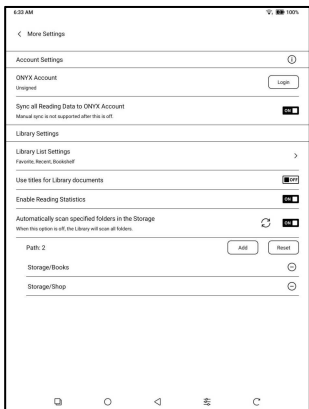 6:33 AM 100%
More Settings
Account Settings
ONYX Account
Unsigned
Login
Sync all Reading Data to ONYX Account
Manual sync is not supported after this is off.
ON
Library Settings
Library List Settings
Favorite, Recent, Bookshelf
Use titles for Library documents
OFF
Enable Reading Statistics
ON
Automatically scan specified folders in the Storage
When this option is off, the Library will scan all folders.
ON
Path: 2 Add Reset
Storage/Books
Storage/Shop